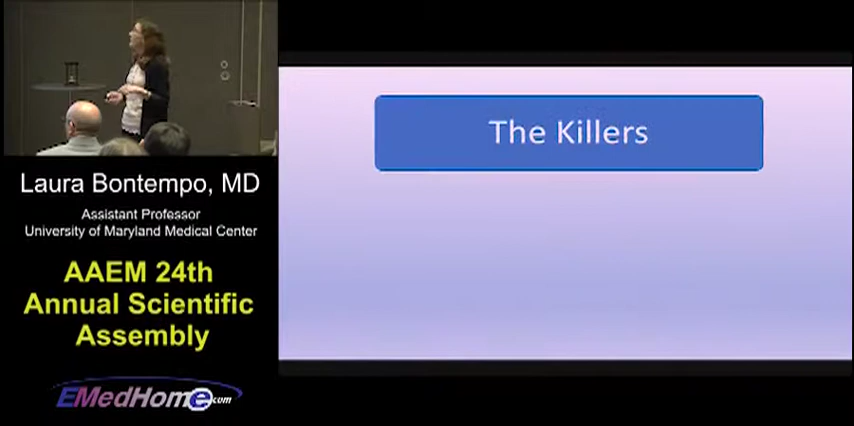 The Killers
Laura Bontempo, MD
Assistant Professor
University of Maryland Medical Center
AAEM 24th
Annual Scientific
Assembly
EMedHome.com